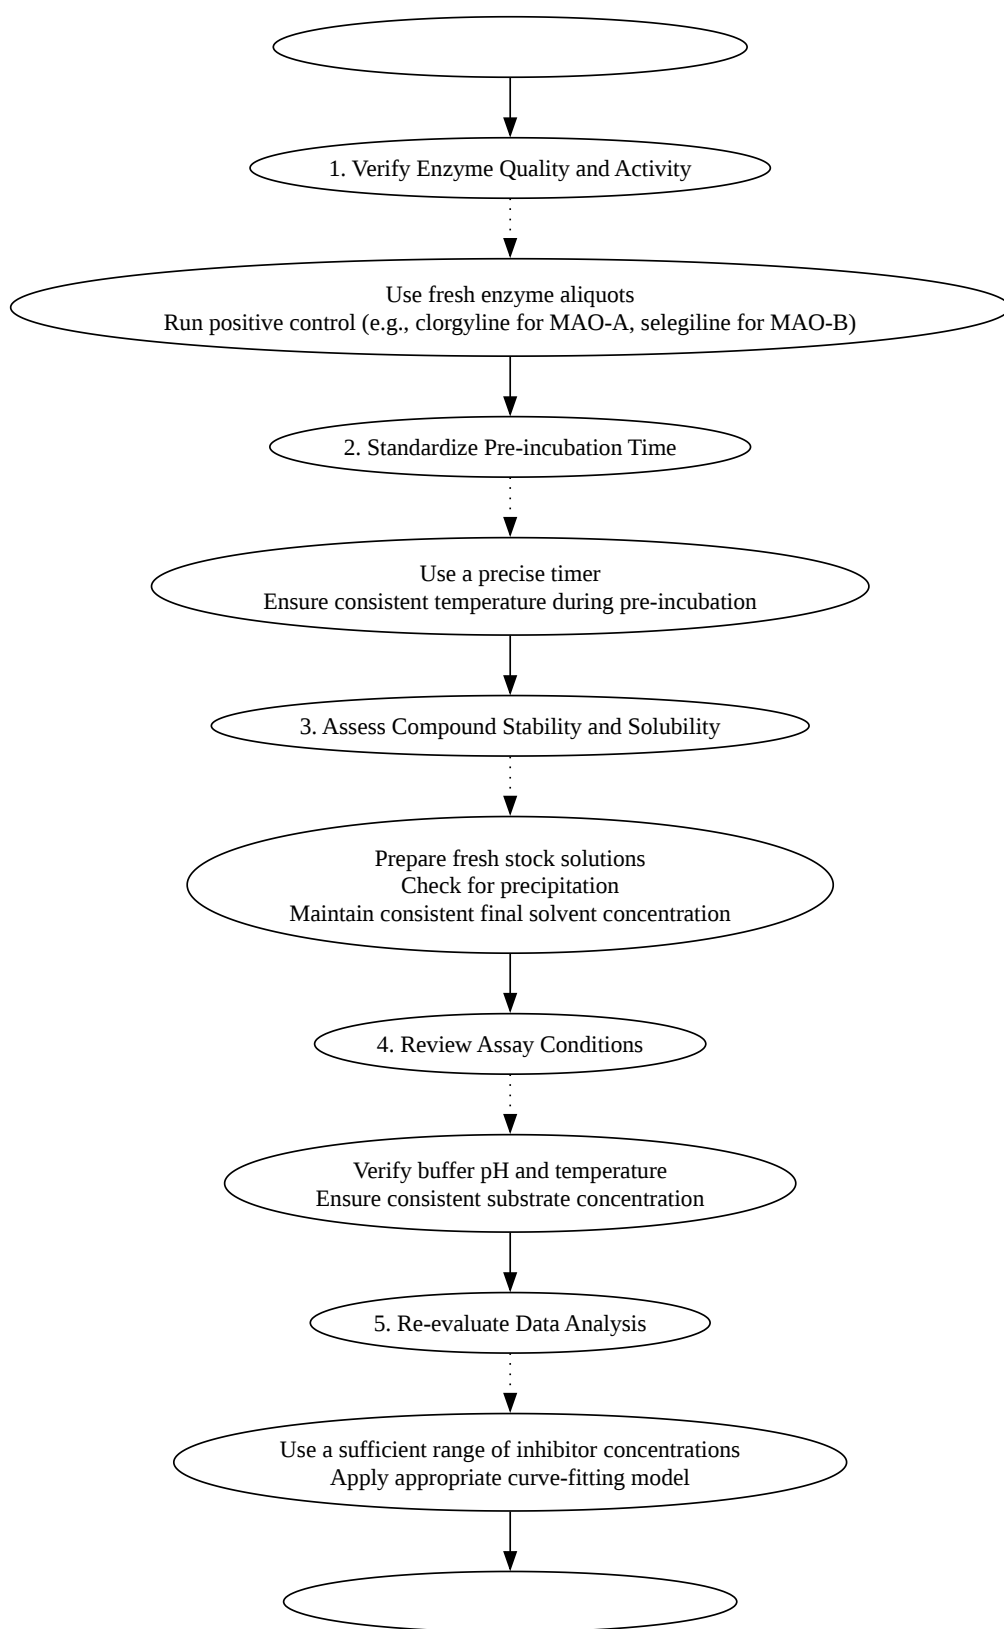 1. Verify Enzyme Quality and Activity
Use fresh enzyme aliquots
Run positive control (e.g., clorgyline for MAO-A, selegiline for MAO-B)
2. Standardize Pre-incubation Time
Use a precise timer
Ensure consistent temperature during pre-incubation
3. Assess Compound Stability and Solubility
Prepare fresh stock solutions
Check for precipitation
Maintain consistent final solvent concentration
4. Review Assay Conditions
Verify buffer pH and temperature
Ensure consistent substrate concentration
5. Re-evaluate Data Analysis
Use a sufficient range of inhibitor concentrations
Apply appropriate curve-fitting model